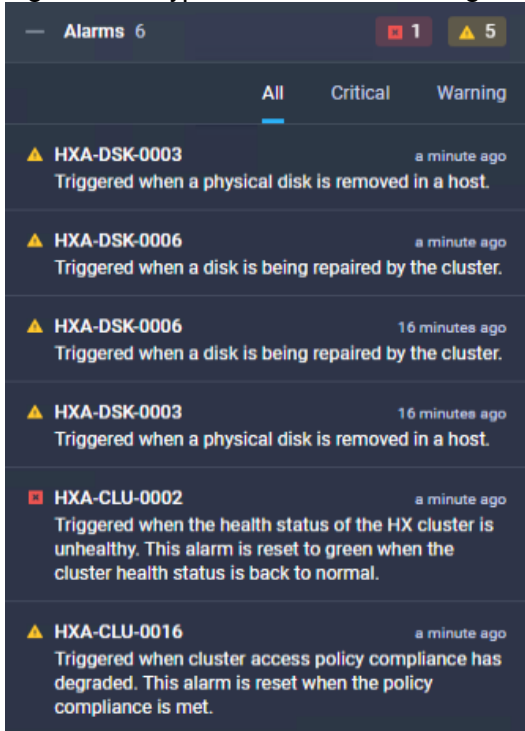 Alarms 6
1
5
All Critical Warning
HXA-DSK-0003 a minute ago
Triggered when a physical disk is removed in a host.
HXA-DSK-0006 a minute ago
Triggered when a disk is being repaired by the cluster.
HXA-DSK-0006 16 minutes ago
Triggered when a disk is being repaired by the cluster.
HXA-DSK-0003 16 minutes ago
Triggered when a physical disk is removed in a host.
HXA-CLU-0002 a minute ago
Triggered when the health status of the HX cluster is
unhealthy. This alarm is reset to green when the
cluster health status is back to normal.
HXA-CLU-0016 a minute ago
Triggered when cluster access policy compliance has
degraded. This alarm is reset when the policy
compliance is met.